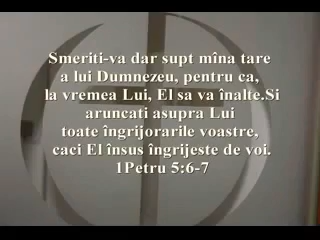 Smeriti-va dar supt mîna tare
a lui Dumnezeu, pentru ca,
la vremea Lui, El sa va înalte.Si
aruncati asupra Lui
toate îngrijorarile voastre,
caci El însus îngrijeste de voi.
1Petru 5:6-7